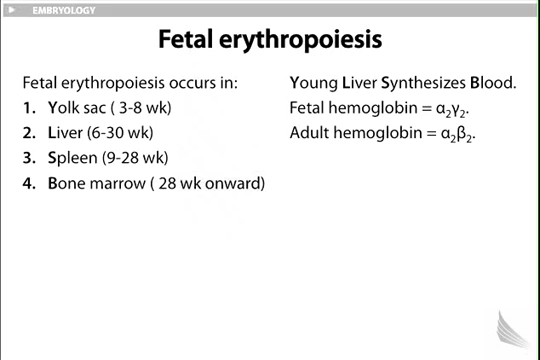 EMBRYOLOGY
Fetal erythropoiesis
Fetal erythropoiesis occurs in:
1. Yolk sac ( 3-8 wk)
2. Liver (6-30 wk)
3. Spleen (9-28 wk)
4. Bone marrow ( 28 wk onward)
Young Liver Synthesizes Blood.
Fetal hemoglobin = α₂γ₂.
Adult hemoglobin = α₂β₂.